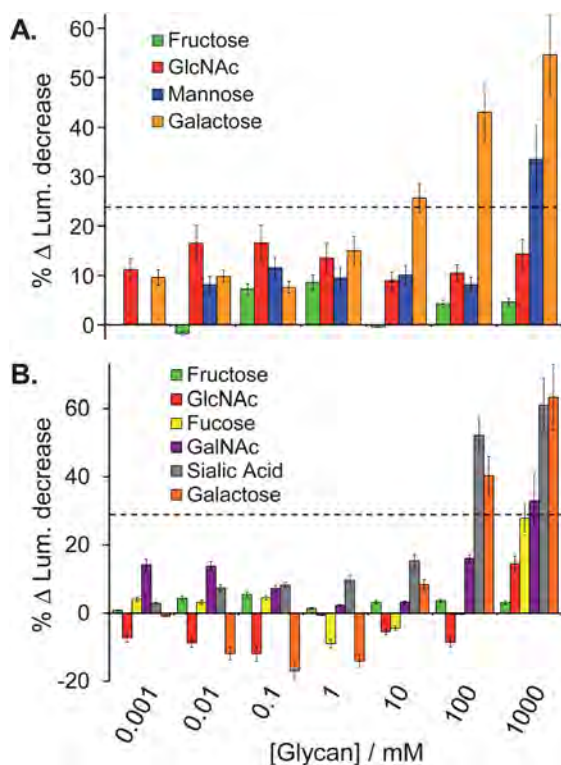 A.
60
50
40
30
20
10
0
% Δ Lum. decrease
Fructose
GlcNAc
Mannose
Galactose
B.
60
40
20
0
-20
% Δ Lum. decrease
Fructose
GlcNAc
Fucose
GalNAc
Sialic Acid
Galactose
0.001
0.01
0.1
1
10
100
1000
[Glycan] / mM